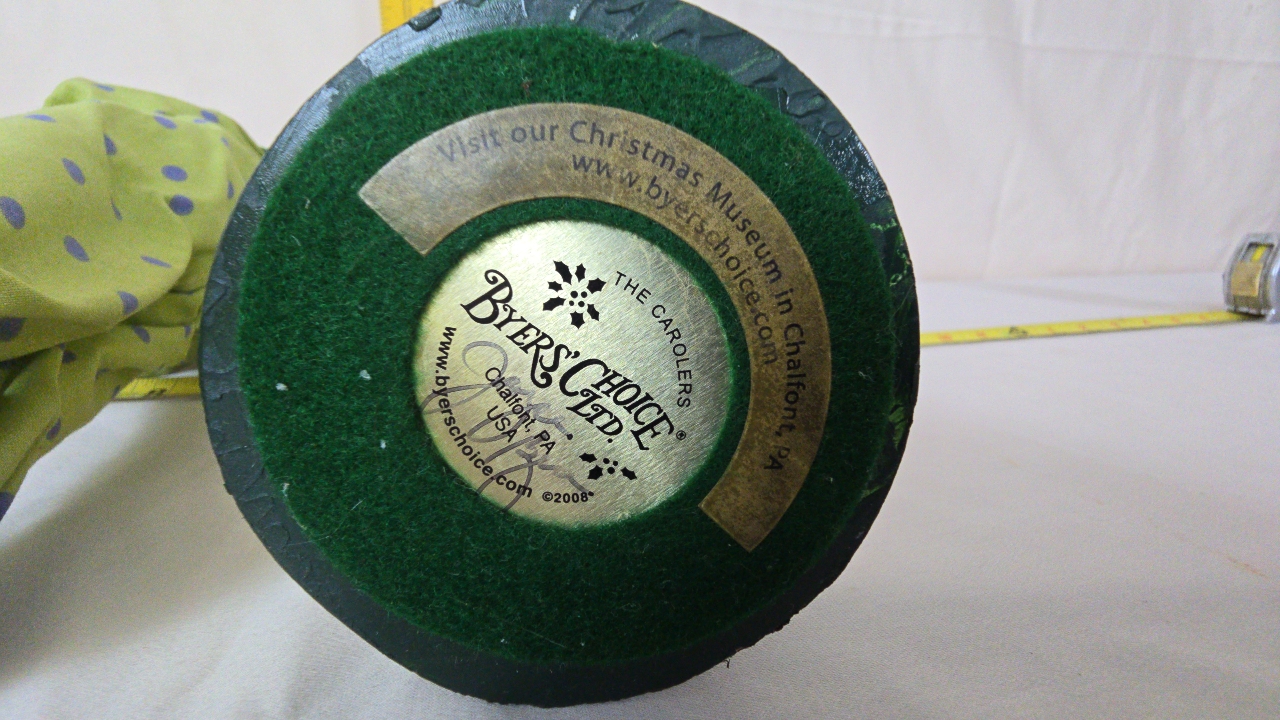 Visit our Christmas Museum in Chalfont, PA
www.byerschoice.com
THE CAROLERS
BYERS' CHOICE
LTD.®
Chalfont, PA
USA
www.byerschoice.com ©2008